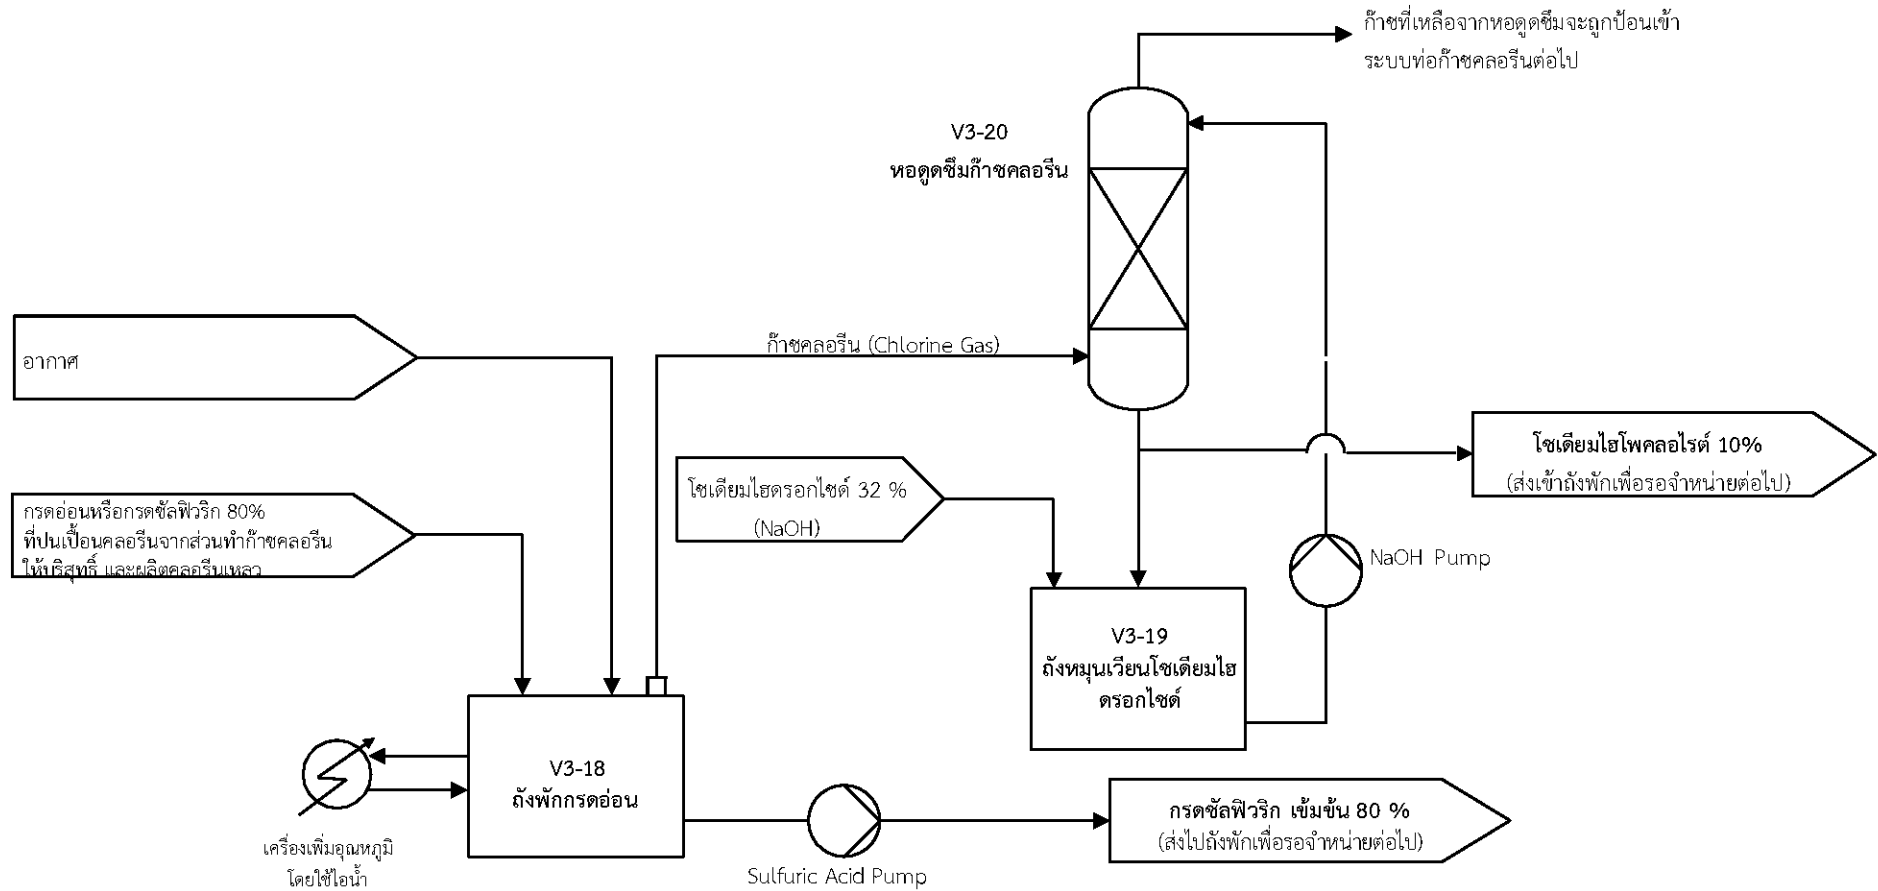 ก๊าซที่เหลือจากหอดูดซึมจะถูกป้อนเข้า
ระบบท่อก๊าซคลอรีนต่อไป
V3-20
หอดูดซึมก๊าซคลอรีน
ก๊าซคลอรีน (Chlorine Gas)
อากาศ
โซเดียมไฮโพคลอไรต์ 10%
(ส่งเข้าถังพักเพื่อรอจำหน่ายต่อไป)
โซเดียมไฮดรอกไซด์ 32 %
(NaOH)
กรดอ่อนหรือกรดซัลฟิวริก 80%
ที่ปนเปื้อนคลอรีนจากส่วนทำก๊าซคลอรีน
ให้บริสุทธิ์ และผลิตคลอรีนเหลว
NaOH Pump
V3-19
ถังหมุนเวียนโซเดียมไฮ
ดรอกไซด์
V3-18
ถังพักกรดอ่อน
กรดซัลฟิวริก เข้มข้น 80 %
(ส่งไปถังพักเพื่อรอจำหน่ายต่อไป)
เครื่องเพิ่มอุณหภูมิ
โดยใช้ไอน้ำ
Sulfuric Acid Pump